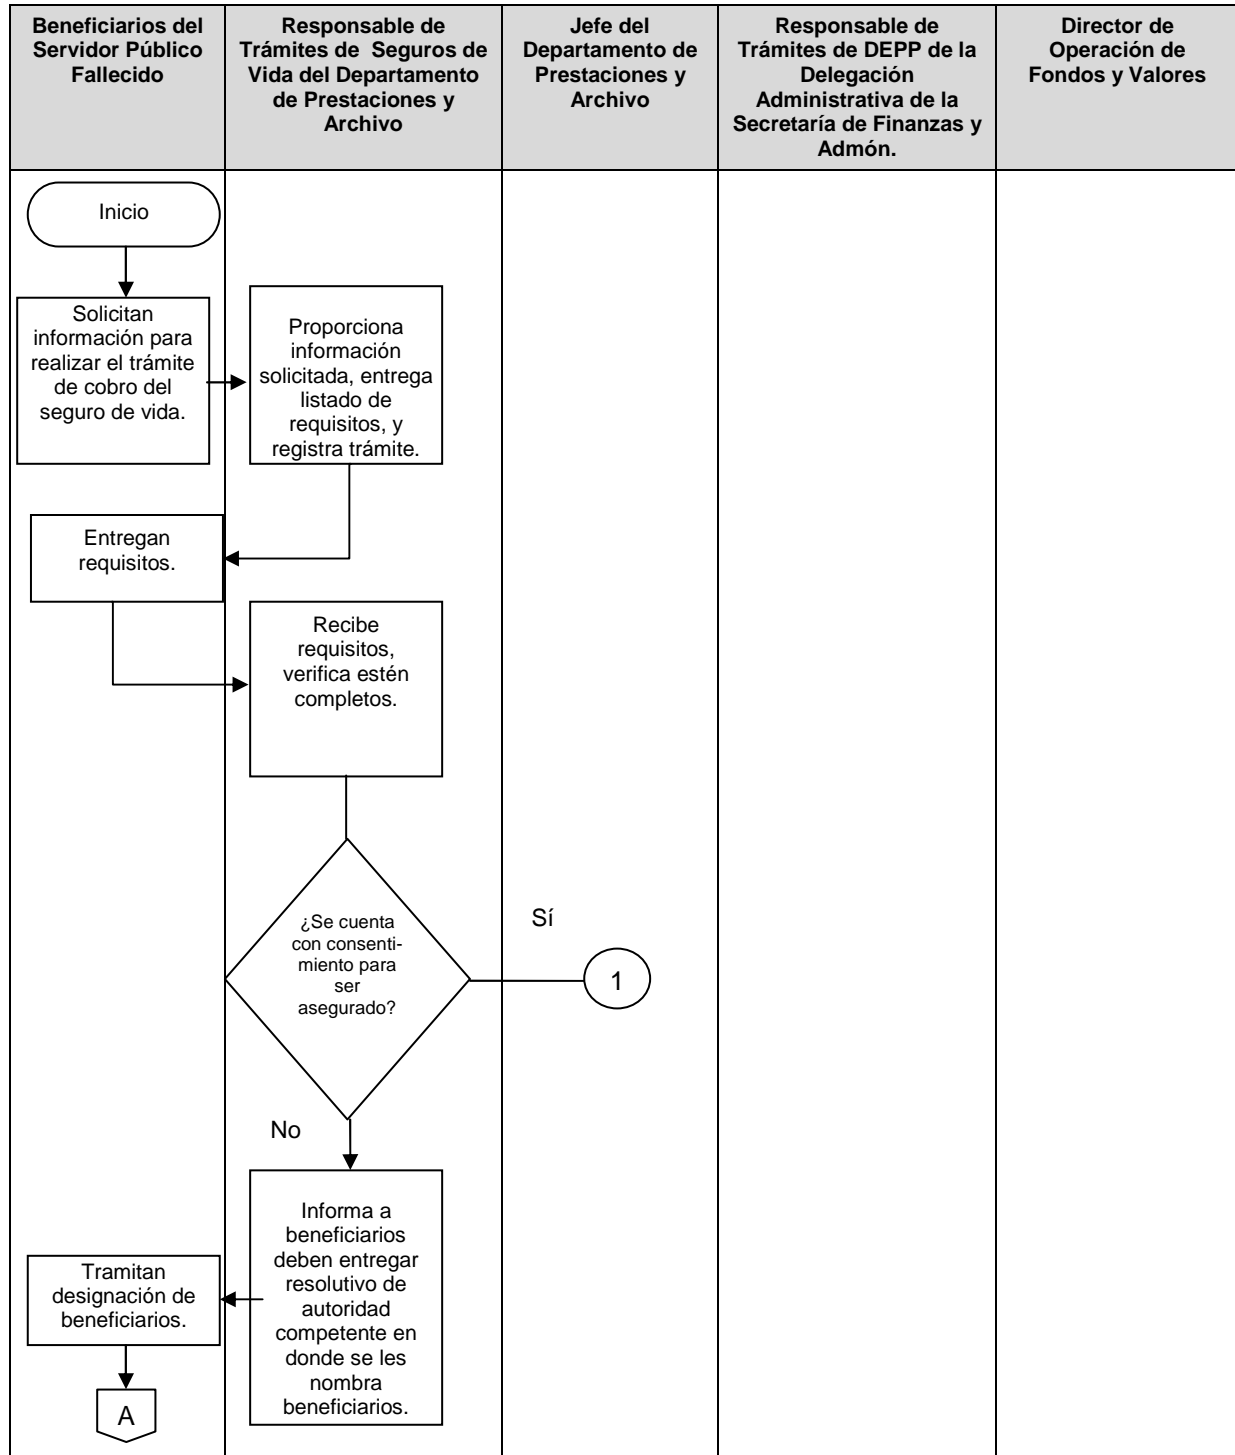 Beneficiarios del
Servidor Público
Fallecido
Responsable de
Trámites de Seguros de
Vida del Departamento
de Prestaciones y
Archivo
Jefe del
Departamento de
Prestaciones y
Archivo
Responsable de
Trámites de DEPP de la
Delegación
Administrativa de la
Secretaría de Finanzas y
Admón.
Director de
Operación de
Fondos y Valores
Inicio
Solicitan
información para
realizar el trámite
de cobro del
seguro de vida.
Proporciona
información
solicitada, entrega
listado de
requisitos, y
registra trámite.
Entregan
requisitos.
Recibe
requisitos,
verifica estén
completos.
¿Se cuenta
con consenti-
miento para
ser
asegurado?
Sí
1
No
Informa a
beneficiarios
deben entregar
resolutivo de
autoridad
competente en
donde se les
nombra
beneficiarios.
Tramitan
designación de
beneficiarios.
A